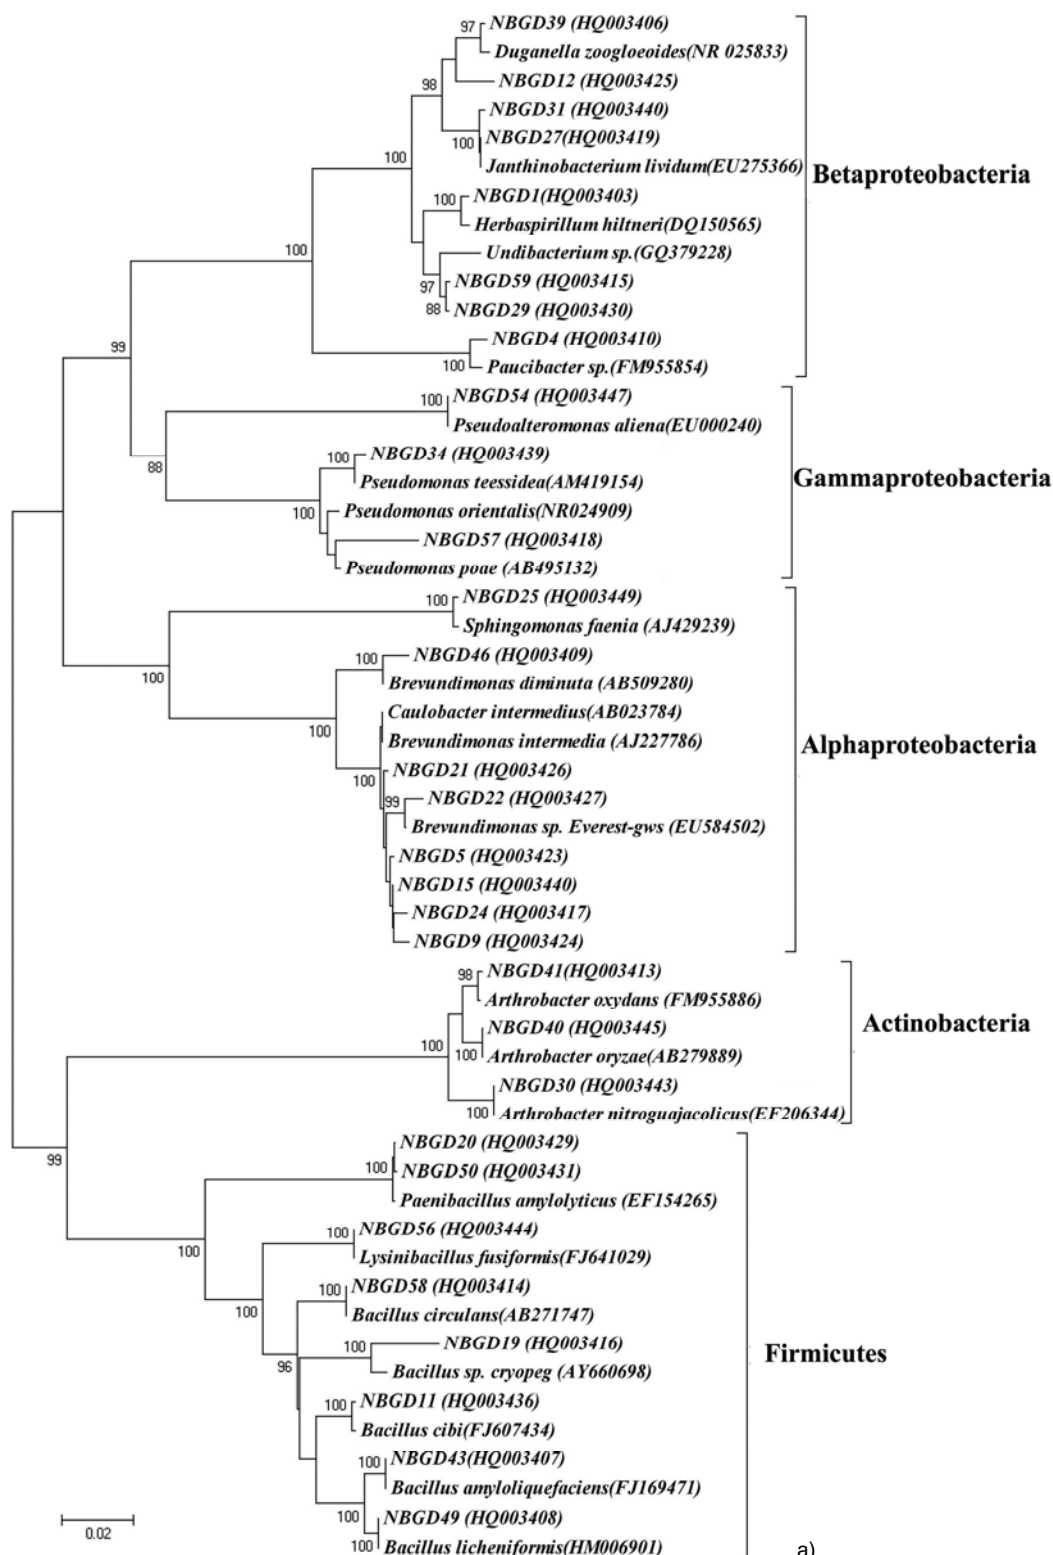 97
NBGD39 (HQ003406)
Duganella zoogloeoides(NR 025833)
98
NBGD12 (HQ003425)
NBGD31 (HQ003440)
100
NBGD27(HQ003419)
Janthinobacterium lividum(EU275366)
Betaproteobacteria
100
100
NBGD1(HQ003403)
Herbaspirillum hiltneri(DQ150565)
100
Undibacterium sp.(GQ379228)
97
NBGD59 (HQ003415)
88
NBGD29 (HQ003430)
99
NBGD4 (HQ003410)
100
Paucibacter sp.(FM955854)
100
NBGD54 (HQ003447)
Pseudoalteromonas aliena(EU000240)
88
100
NBGD34 (HQ003439)
Pseudomonas teessidea(AM419154)
Gammaproteobacteria
100
Pseudomonas orientalis(NR024909)
NBGD57 (HQ003418)
Pseudomonas poae (AB495132)
100
NBGD25 (HQ003449)
Sphingomonas faenia (AJ429239)
100
100
NBGD46 (HQ003409)
Brevundimonas diminuta (AB509280)
100
Caulobacter intermedius(AB023784)
Brevundimonas intermedia (AJ227786)
Alphaproteobacteria
100
NBGD21 (HQ003426)
99
NBGD22 (HQ003427)
Brevundimonas sp. Everest-gws (EU584502)
NBGD5 (HQ003423)
NBGD15 (HQ003440)
NBGD24 (HQ003417)
NBGD9 (HQ003424)
98
NBGD41(HQ003413)
Arthrobacter oxydans (FM955886)
Actinobacteria
100
NBGD40 (HQ003445)
100
Arthrobacter oryzae(AB279889)
NBGD30 (HQ003443)
100
Arthrobacter nitroguajacolicus(EF206344)
99
NBGD20 (HQ003429)
100
NBGD50 (HQ003431)
Paenibacillus amylolyticus (EF154265)
100
100
NBGD56 (HQ003444)
Lysinibacillus fusiformis(FJ641029)
100
100
NBGD58 (HQ003414)
Bacillus circulans(AB271747)
96
100
NBGD19 (HQ003416)
Bacillus sp. cryopeg (AY660698)
Firmicutes
100
NBGD11 (HQ003436)
Bacillus cibi(FJ607434)
100
NBGD43(HQ003407)
Bacillus amyloliquefaciens(FJ169471)
100
NBGD49 (HQ003408)
100
Bacillus licheniformis(HM006901)
0.02
a)